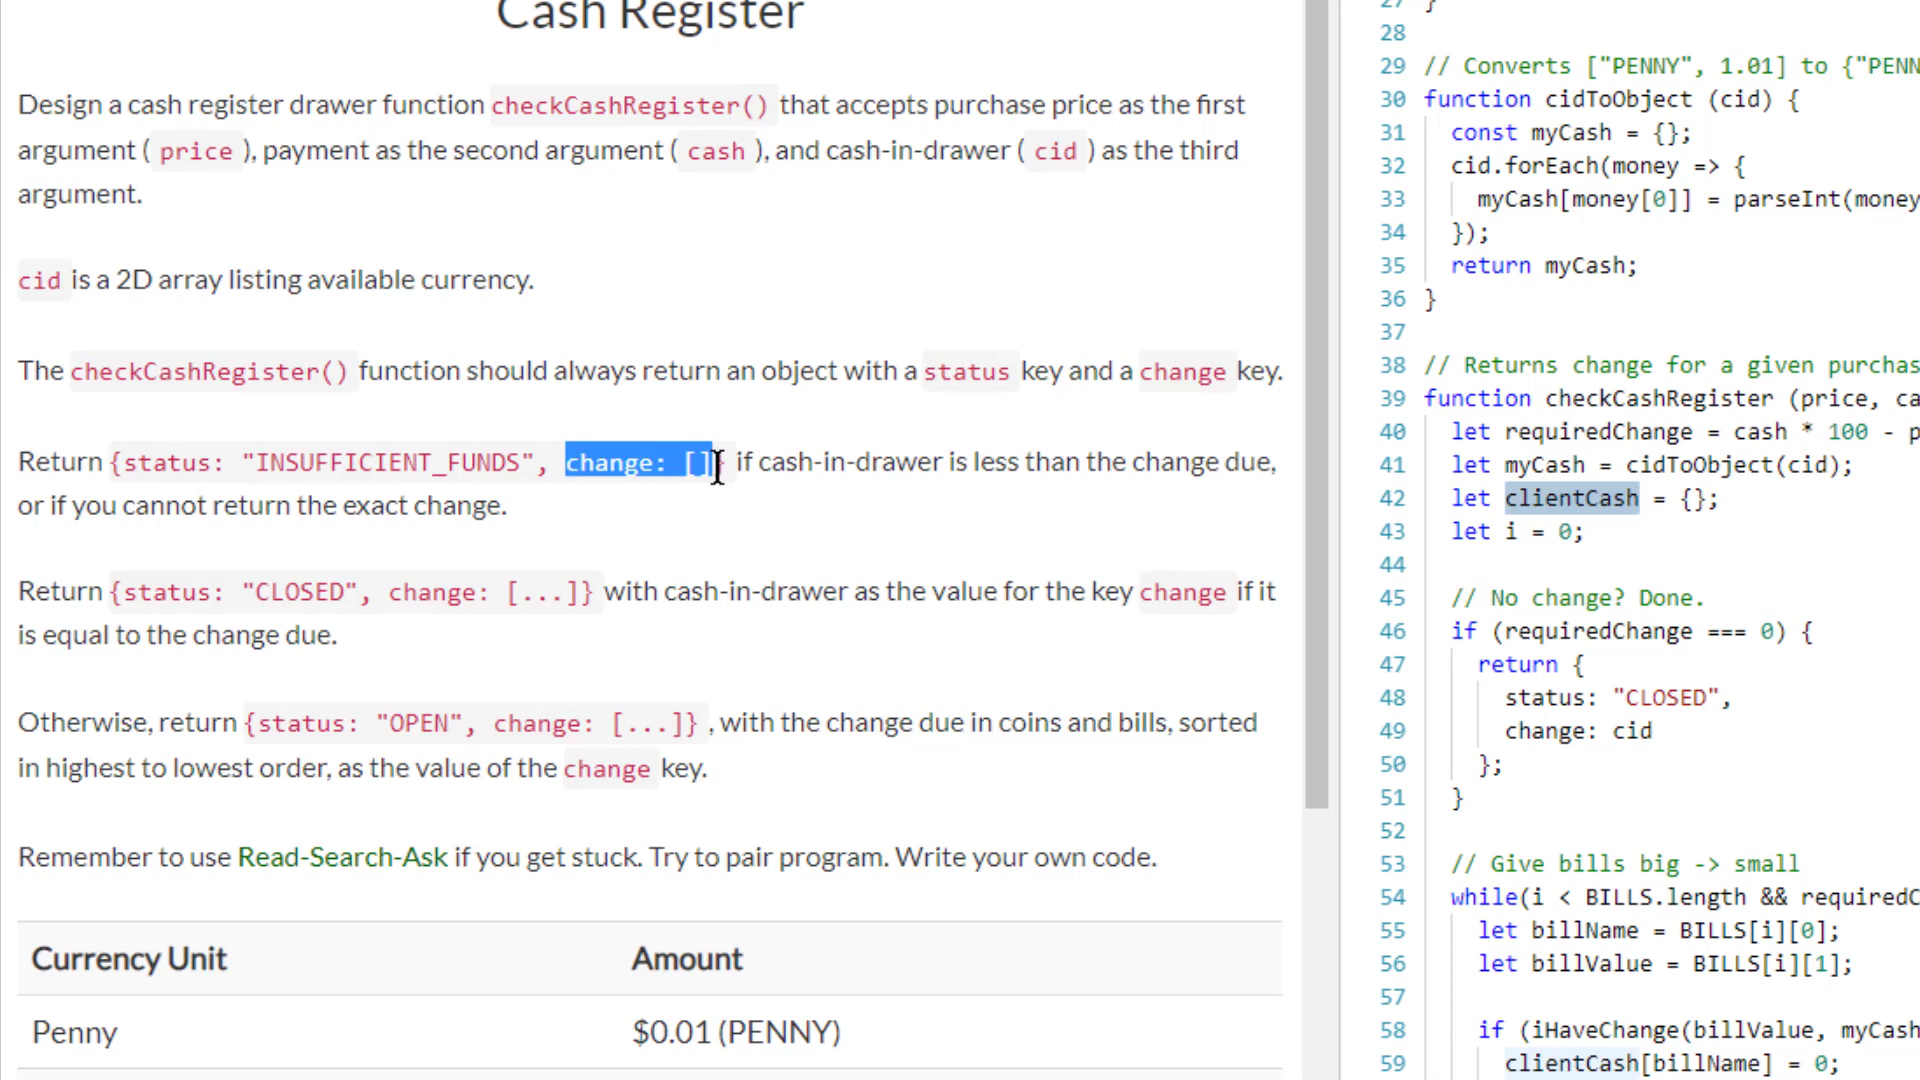 Cash Register
Design a cash register drawer function checkCashRegister() that accepts purchase price as the first
argument ( price ), payment as the second argument ( cash ), and cash-in-drawer ( cid ) as the third
argument.
cid is a 2D array listing available currency.
The checkCashRegister() function should always return an object with a status key and a change key.
Return {status: "INSUFFICIENT_FUNDS", change: []} if cash-in-drawer is less than the change due,
or if you cannot return the exact change.
Return {status: "CLOSED", change: [...]} with cash-in-drawer as the value for the key change if it
is equal to the change due.
Otherwise, return {status: "OPEN", change: [...]} , with the change due in coins and bills, sorted
in highest to lowest order, as the value of the change key.
Remember to use Read-Search-Ask if you get stuck. Try to pair program. Write your own code.
Currency Unit Amount
Penny $0.01 (PENNY)
27 }
28
29 // Converts ["PENNY", 1.01] to {"PENN
30 function cidToObject (cid) {
31 const myCash = {};
32 cid.forEach(money => {
33 myCash[money[0]] = parseInt(money
34 });
35 return myCash;
36 }
37
38 // Returns change for a given purchas
39 function checkCashRegister (price, ca
40 let requiredChange = cash * 100 - p
41 let myCash = cidToObject(cid);
42 let clientCash = {};
43 let i = 0;
44
45 // No change? Done.
46 if (requiredChange === 0) {
47 return {
48 status: "CLOSED",
49 change: cid
50 };
51 }
52
53 // Give bills big -> small
54 while(i < BILLS.length && requiredC
55 let billName = BILLS[i][0];
56 let billValue = BILLS[i][1];
57
58 if (iHaveChange(billValue, myCash
59 clientCash[billName] = 0;